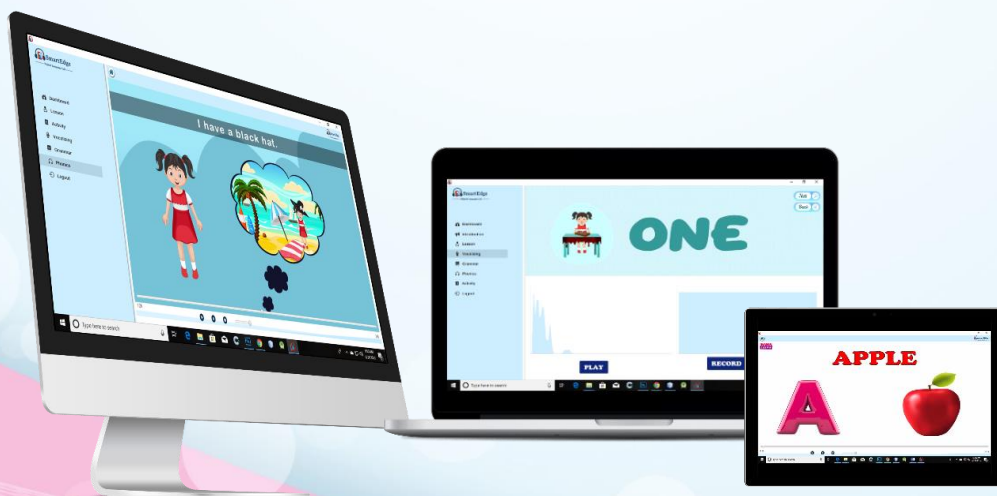 SmartEdge
Dashboard
Lesson
Activity
Vocabulary
Grammar
Phonics
Logout
I have a black hat.
Type here to search
SmartEdge
Dashboard
Lesson
Vocabulary
Grammar
Phonics
Activity
Logout
ONE
Next
Back
PLAY
RECORD
Type here to search
APPLE
A